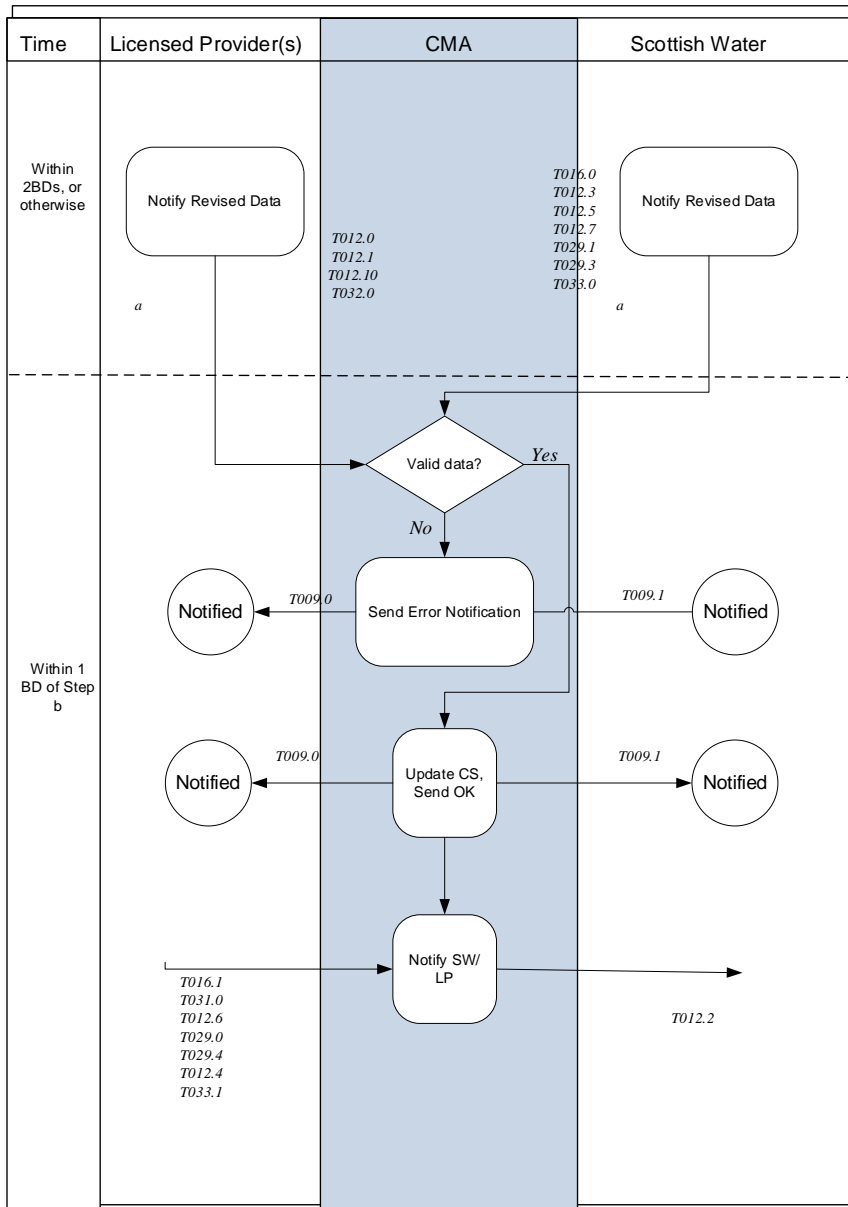 Time
Licensed Provider(s)
CMA
Scottish Water
Within
2BDs, or
otherwise
Notify Revised Data
T012.0
T012.1
T012.10
T032.0
T016.0
T012.3
T012.5
T012.7
T029.1
T029.3
T033.0
Notify Revised Data
a
a
Valid data?
Yes
No
Within 1
BD of Step
b
Notified
T009.0
Send Error Notification
T009.1
Notified
Notified
T009.0
Update CS,
Send OK
T009.1
Notified
Notify SW/
LP
T016.1
T031.0
T012.6
T029.0
T029.4
T012.4
T033.1
T012.2